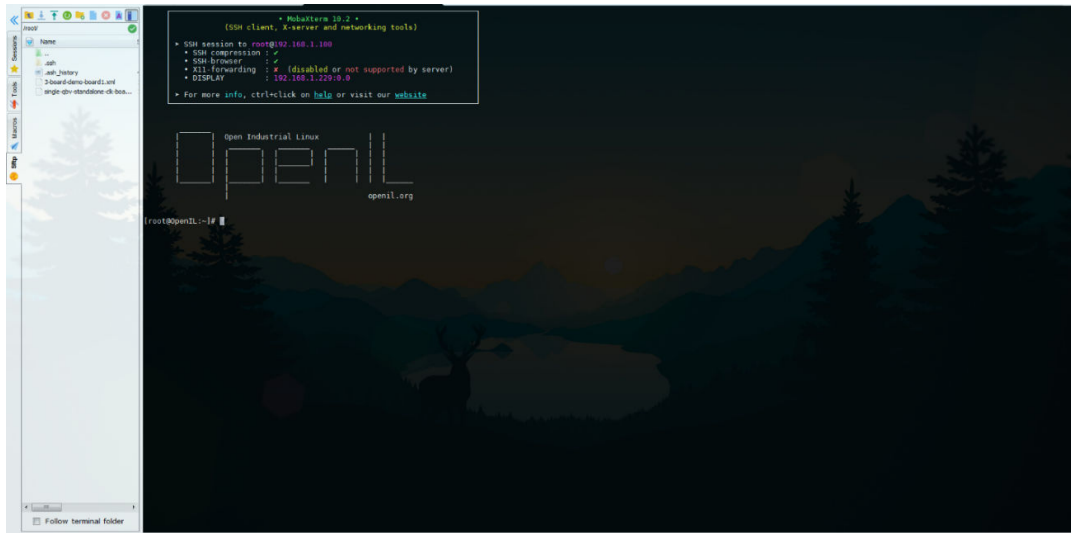 /root/
Name
..
.ssh
.ash_history
3-board-demo-board1.xml
single-qbv-standalone-clk-boa...
Sessions
Tools
Macros
Sftp
Follow terminal folder
• MobaXterm 10.2 •
(SSH client, X-server and networking tools)
► SSH session to root@192.168.1.100
• SSH compression : ✔
• SSH-browser : ✔
• X11-forwarding : ✘ (disabled or not supported by server)
• DISPLAY : 192.168.1.220:0.0
► For more info, ctrl+click on help or visit our website
Open Industrial Linux
OpenIL
openil.org
[root@OpenIL:~]#